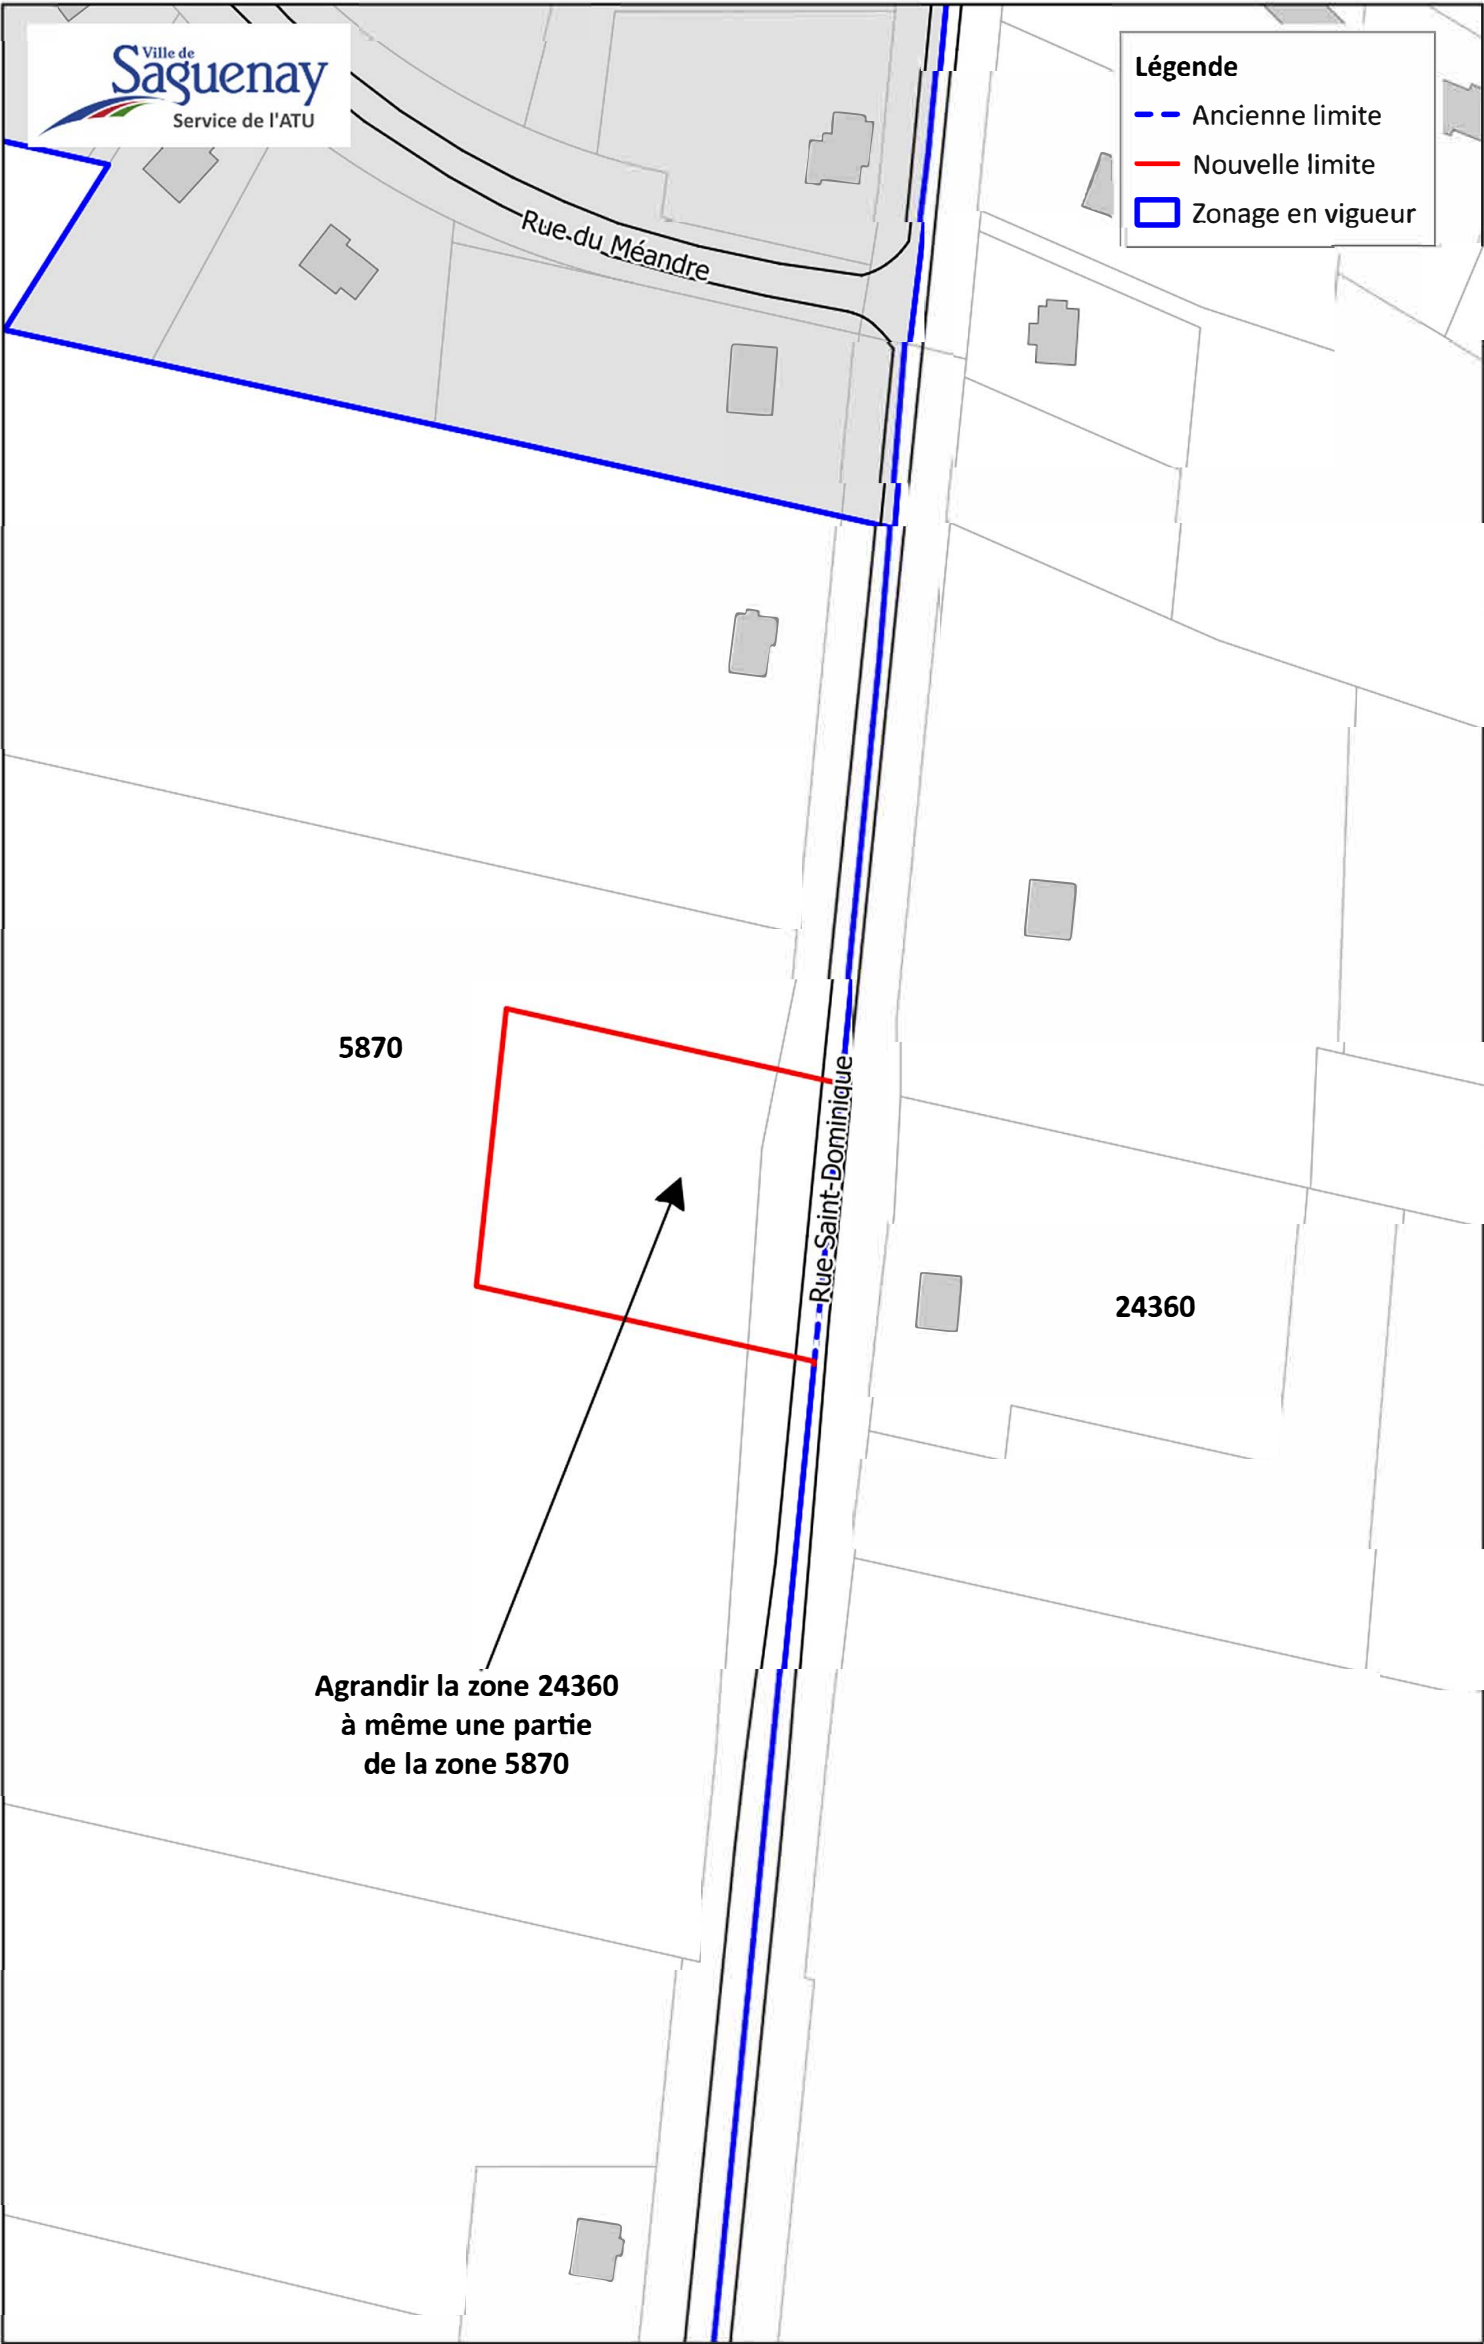 Ville de
Saguenay
Service de l'ATU
Légende
Ancienne limite
Nouvelle limite
Zonage en vigueur
Rue du Méandre
5870
Rue Saint-Dominique
24360
Agrandir la zone 24360
à même une partie
de la zone 5870